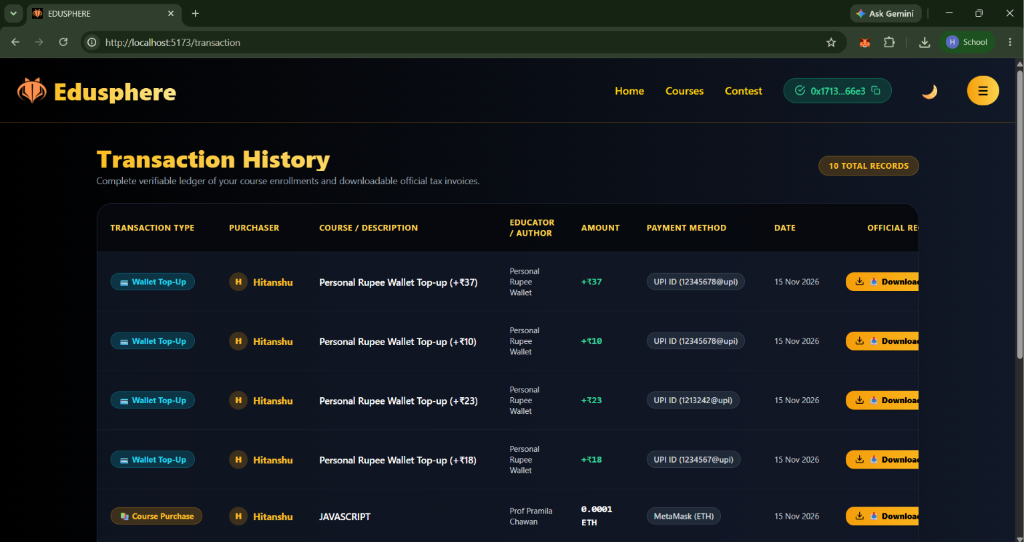 EDUSPHERE
Ask Gemini
http://localhost:5173/transaction
H School
Edusphere
Home Courses Contest 0x1713...66e3
Transaction History
10 TOTAL RECORDS
Complete verifiable ledger of your course enrollments and downloadable official tax invoices.
TRANSACTION TYPE PURCHASER COURSE / DESCRIPTION EDUCATOR / AUTHOR AMOUNT PAYMENT METHOD DATE OFFICIAL RE
Wallet Top-Up H Hitanshu Personal Rupee Wallet Top-up (+₹37) Personal Rupee Wallet +₹37 UPI ID (12345678@upi) 15 Nov 2026 Downloa
Wallet Top-Up H Hitanshu Personal Rupee Wallet Top-up (+₹10) Personal Rupee Wallet +₹10 UPI ID (12345678@upi) 15 Nov 2026 Downloa
Wallet Top-Up H Hitanshu Personal Rupee Wallet Top-up (+₹23) Personal Rupee Wallet +₹23 UPI ID (1213242@upi) 15 Nov 2026 Downloa
Wallet Top-Up H Hitanshu Personal Rupee Wallet Top-up (+₹18) Personal Rupee Wallet +₹18 UPI ID (1234567@upi) 15 Nov 2026 Downloa
Course Purchase H Hitanshu JAVASCRIPT Prof Pramila Chawan 0.0001 ETH MetaMask (ETH) 15 Nov 2026 Downloa